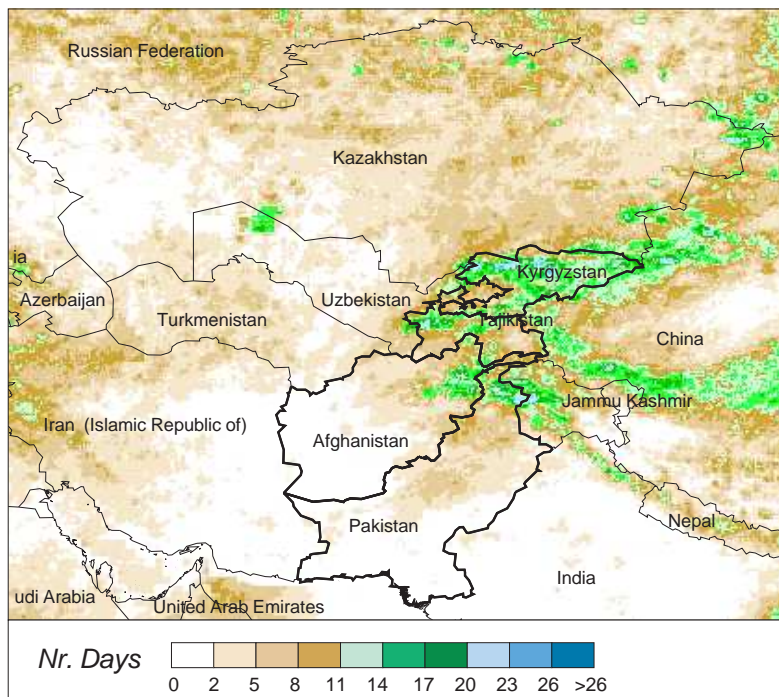 Russian Federation
Kazakhstan
ia
Azerbaijan
Turkmenistan
Uzbekistan
Kyrgyzstan
Tajikistan
China
Jammu Kashmir
Iran (Islamic Republic of)
Afghanistan
Pakistan
Nepal
India
udi Arabia
United Arab Emirates
Nr. Days
0 2 5 8 11 14 17 20 23 26 >26